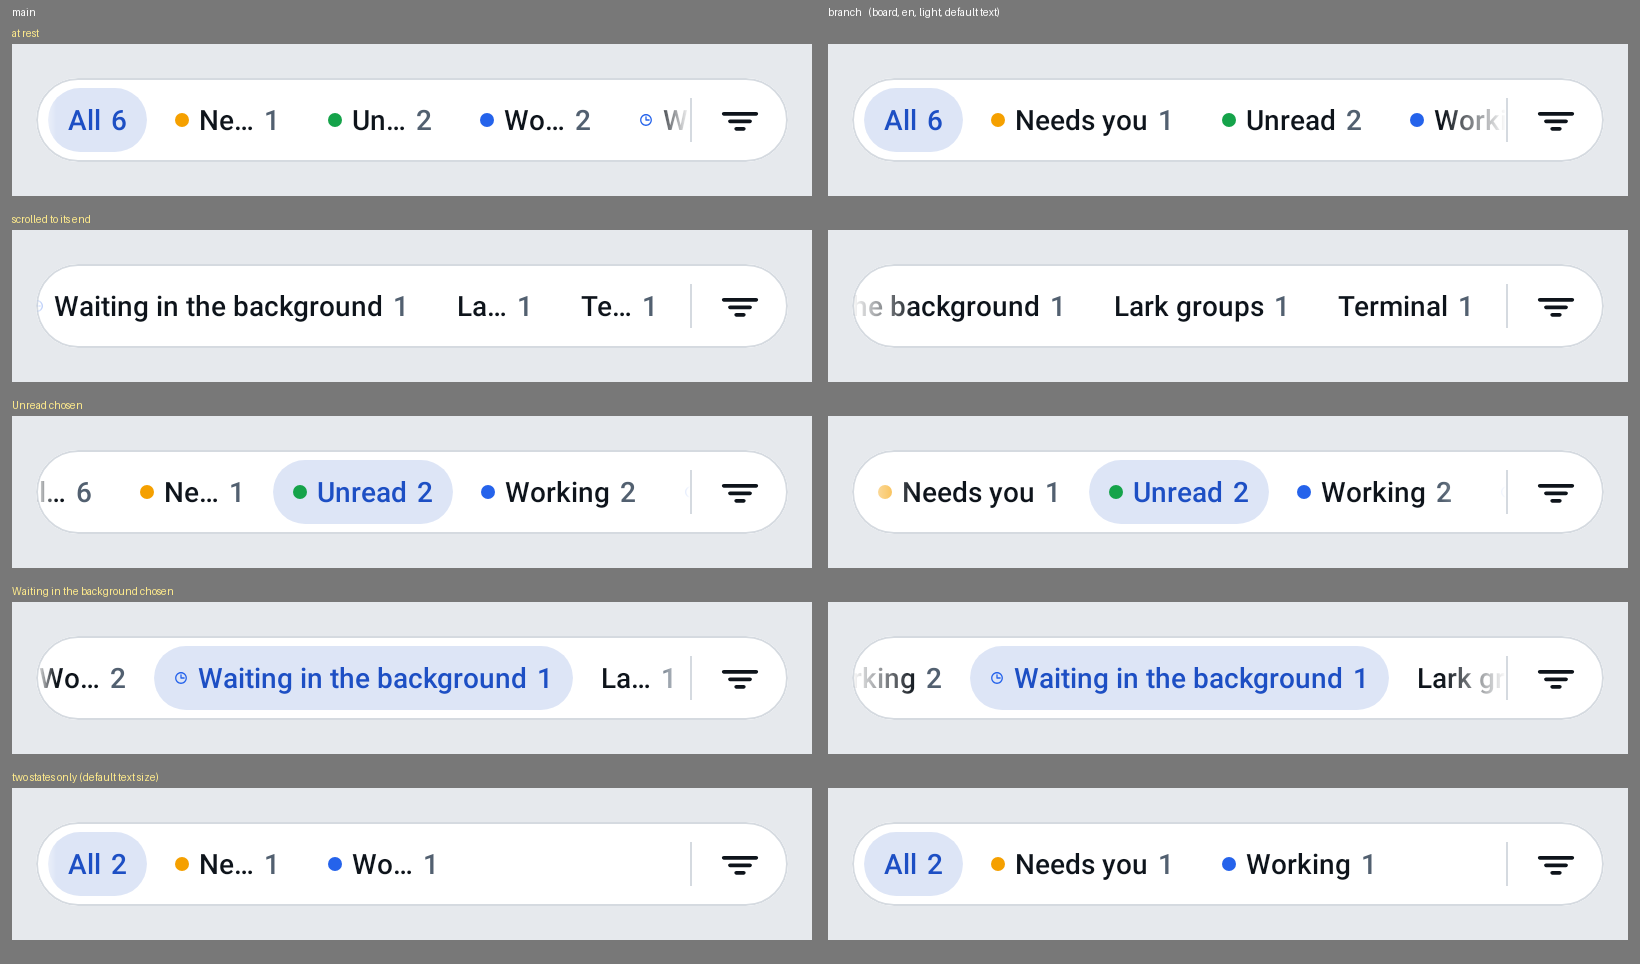 main
branch (board, en, light, default text)
at rest
All 6 Ne... 1 Un... 2 Wo... 2 W
All 6 Needs you 1 Unread 2 Worki
scrolled to its end
Waiting in the background 1 La... 1 Te... 1
he background 1 Lark groups 1 Terminal 1
Unread chosen
l... 6 Ne... 1 Unread 2 Working 2
Needs you 1 Unread 2 Working 2
Waiting in the background chosen
Wo... 2 Waiting in the background 1 La... 1
rking 2 Waiting in the background 1 Lark gr
two states only (default text size)
All 2 Ne... 1 Wo... 1
All 2 Needs you 1 Working 1